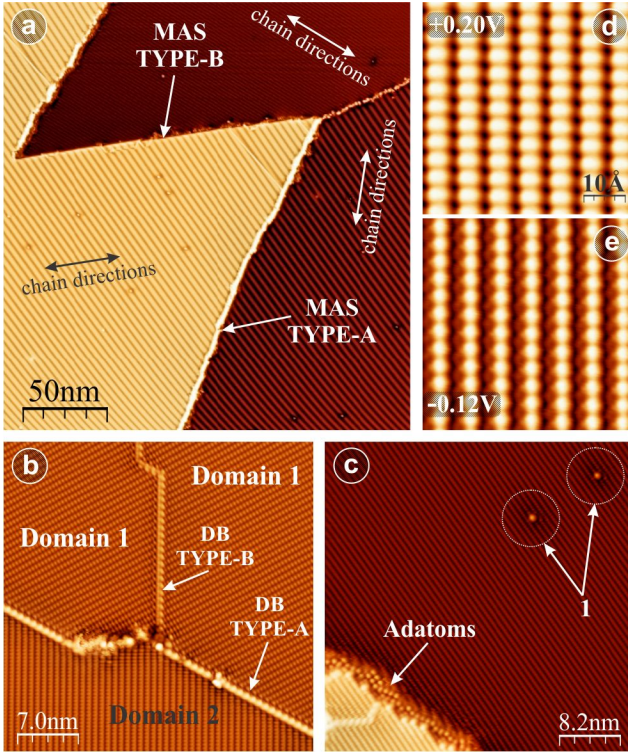 a
MAS
TYPE-B
chain directions
chain directions
chain directions
MAS
TYPE-A
50nm
+0.20V
d
10Å
e
-0.12V
b
Domain 1
Domain 1
DB
TYPE-B
DB
TYPE-A
Domain 2
7.0nm
c
1
Adatoms
8.2nm